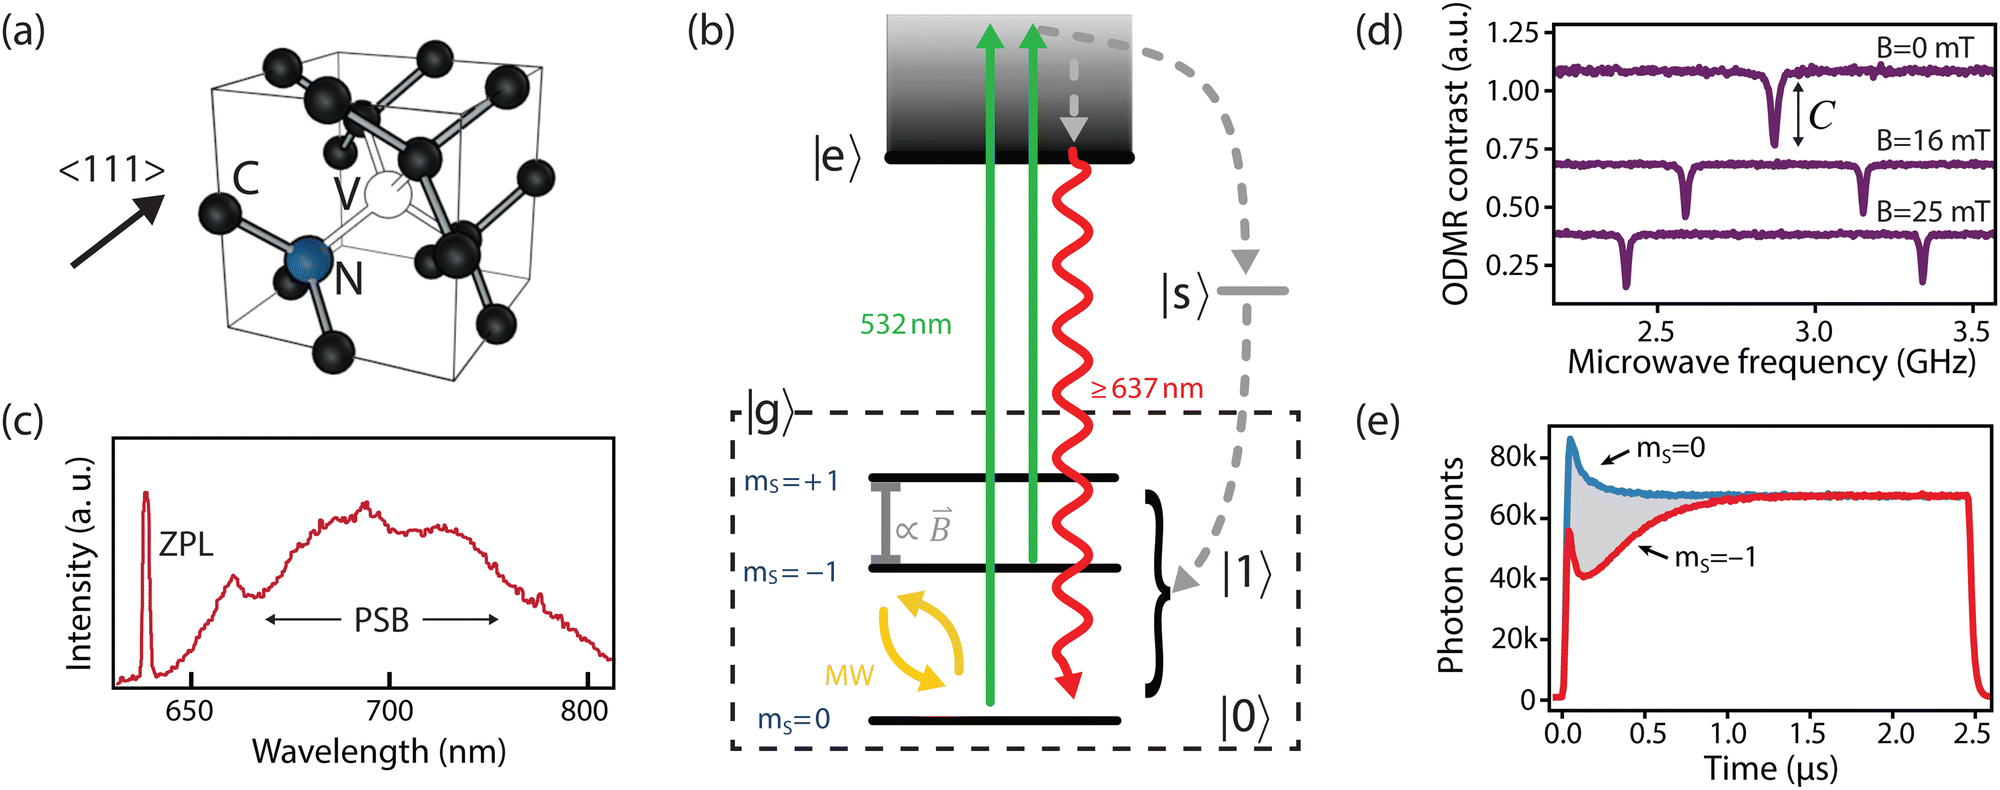 (a)
<111>
C
V
N
(b)
|e⟩
532 nm
|s⟩
≥ 637 nm
|g⟩
mS = +1
∝ B⃗
mS = −1
|1⟩
MW
mS = 0
|0⟩
(c)
Intensity (a. u.)
ZPL
PSB
650
700
800
Wavelength (nm)
(d)
ODMR contrast (a.u.)
1.25
1.00
0.75
0.50
0.25
B=0 mT
C
B=16 mT
B=25 mT
2.5
3.0
3.5
Microwave frequency (GHz)
(e)
Photon counts
80k
60k
40k
20k
0
mS=0
mS=−1
0.0
0.5
1.0
1.5
2.0
2.5
Time (μs)